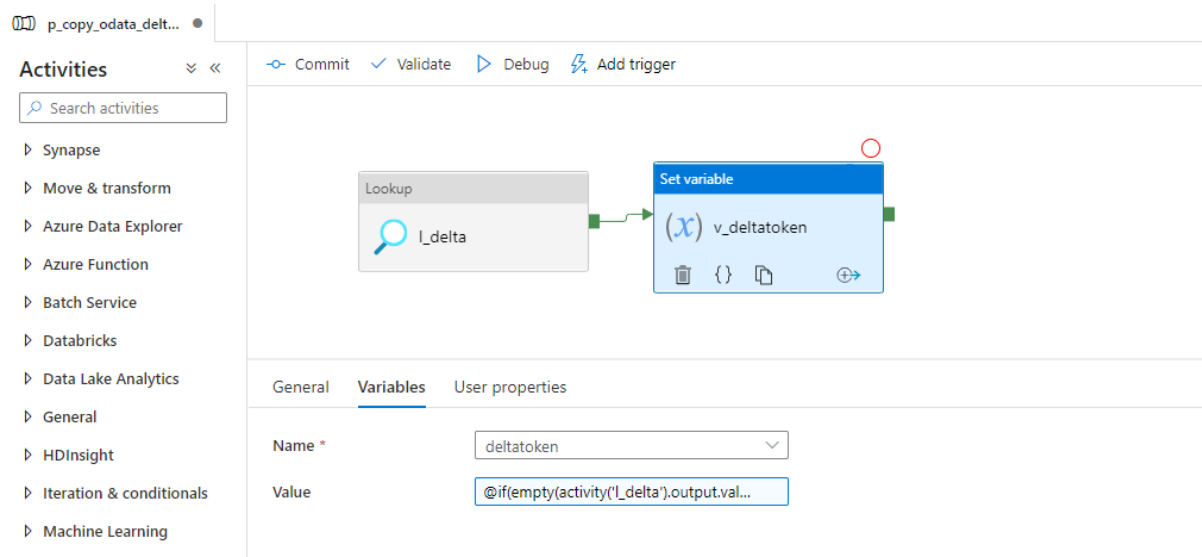 p_copy_odata_delt...
Activities
Commit Validate Debug Add trigger
Search activities
Synapse
Move & transform
Azure Data Explorer
Azure Function
Batch Service
Databricks
Data Lake Analytics
General
HDInsight
Iteration & conditionals
Machine Learning
Lookup
l_delta
Set variable
(x) v_deltatoken
{}
General Variables User properties
Name * deltatoken
Value @if(empty(activity('l_delta').output.val...